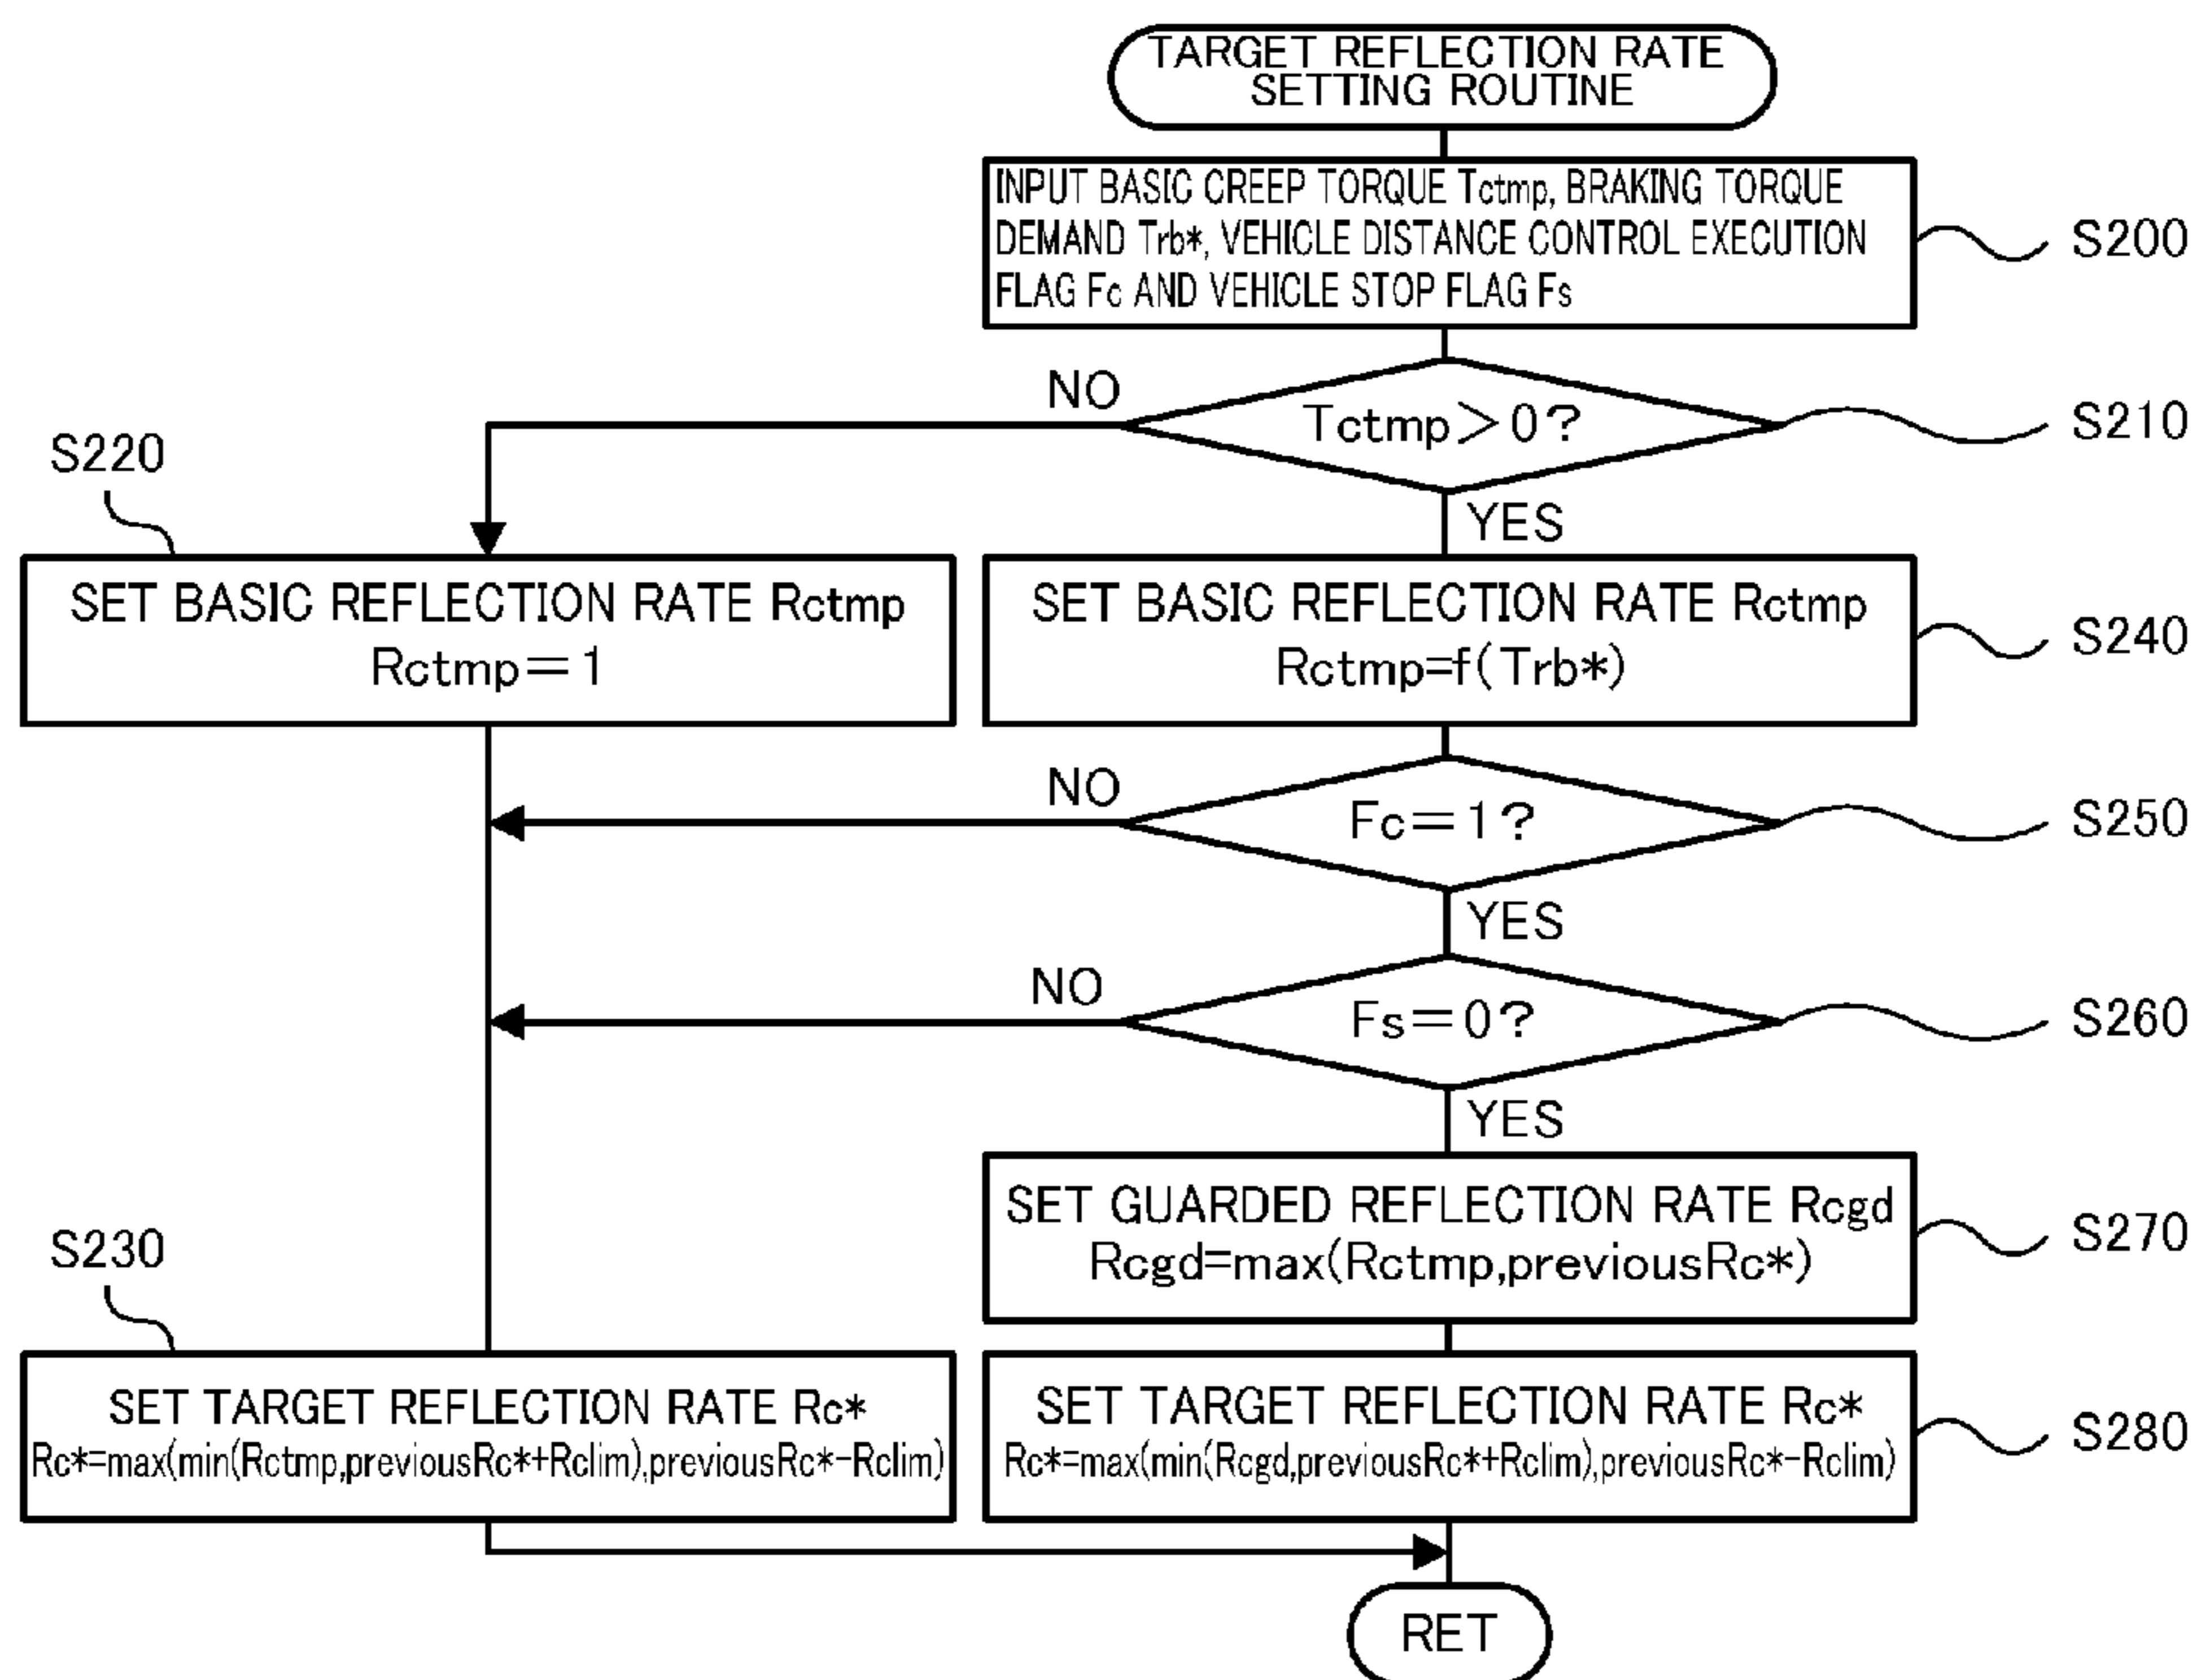 TARGET REFLECTION RATE
SETTING ROUTINE
INPUT BASIC CREEP TORQUE Tctmp, BRAKING TORQUE
DEMAND Trb*, VEHICLE DISTANCE CONTROL EXECUTION
FLAG Fc AND VEHICLE STOP FLAG Fs
S200
NO
Tctmp>0?
S210
S220
YES
SET BASIC REFLECTION RATE Rctmp
Rctmp=1
SET BASIC REFLECTION RATE Rctmp
Rctmp=f(Trb*)
S240
NO
Fc=1?
S250
YES
NO
Fs=0?
S260
YES
SET GUARDED REFLECTION RATE Rcgd
Rcgd=max(Rctmp,previousRc*)
S270
S230
SET TARGET REFLECTION RATE Rc*
Rc*=max(min(Rctmp,previousRc*+Rclim),previousRc*-Rclim)
SET TARGET REFLECTION RATE Rc*
Rc*=max(min(Rcgd,previousRc*+Rclim),previousRc*-Rclim)
S280
RET